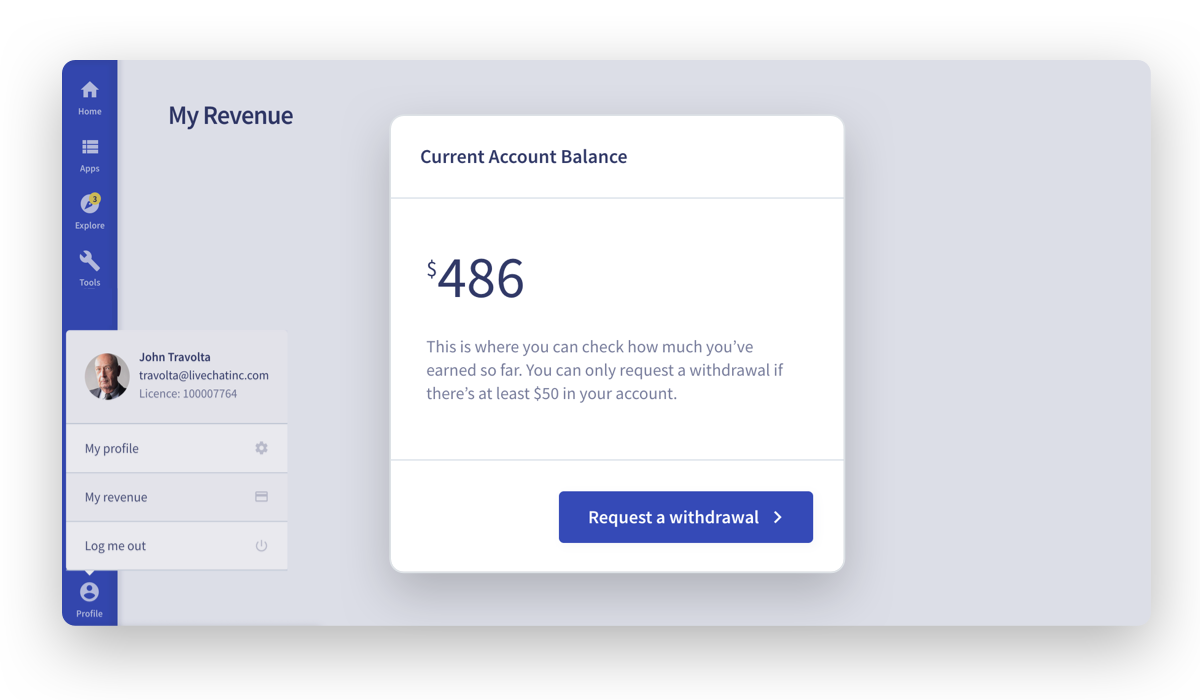 Home
Apps
3
Explore
Tools
My Revenue
Current Account Balance
$486
This is where you can check how much you’ve
earned so far. You can only request a withdrawal if
there’s at least $50 in your account.
Request a withdrawal
John Travolta
travolta@livechatinc.com
Licence: 100007764
My profile
My revenue
Log me out
Profile